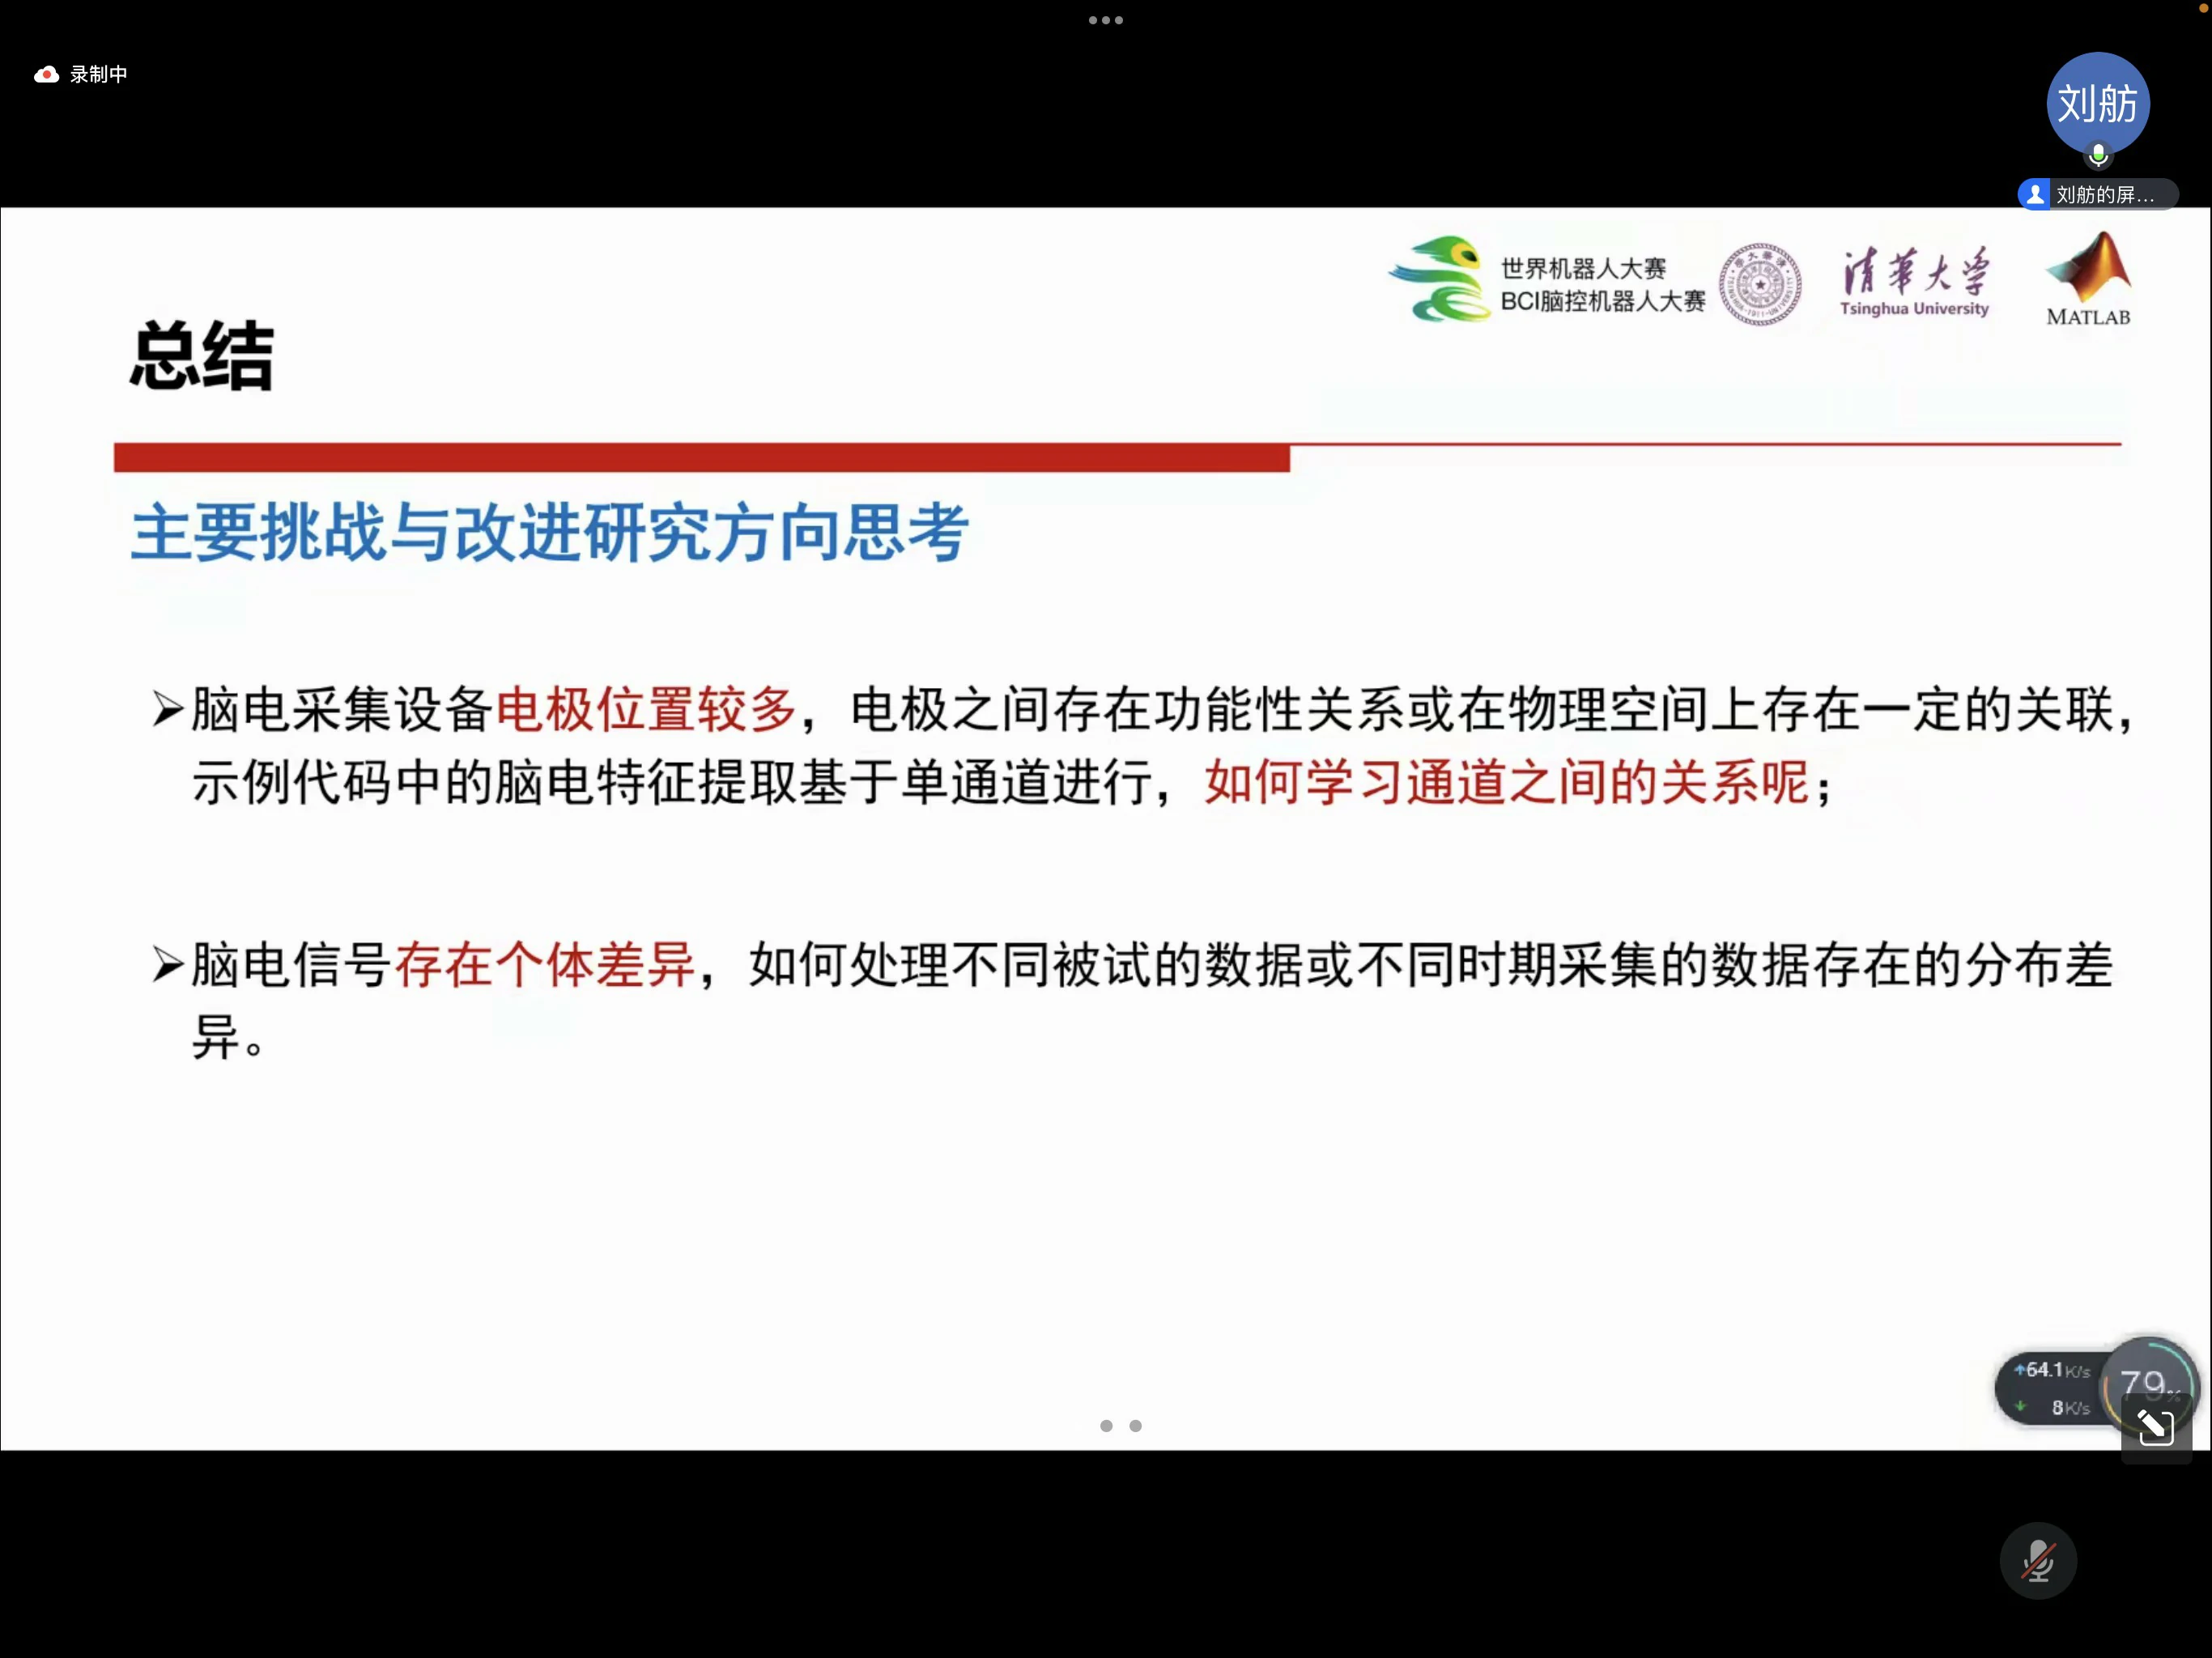 录制中
刘舫
刘舫的屏...
世界机器人大赛
BCI脑控机器人大赛
清华大学
Tsinghua University
MATLAB
总结
主要挑战与改进研究方向思考
➢脑电采集设备电极位置较多，电极之间存在功能性关系或在物理空间上存在一定的关联，
示例代码中的脑电特征提取基于单通道进行，如何学习通道之间的关系呢；
➢脑电信号存在个体差异，如何处理不同被试的数据或不同时期采集的数据存在的分布差
异。
64.1K/s
8K/s
79%